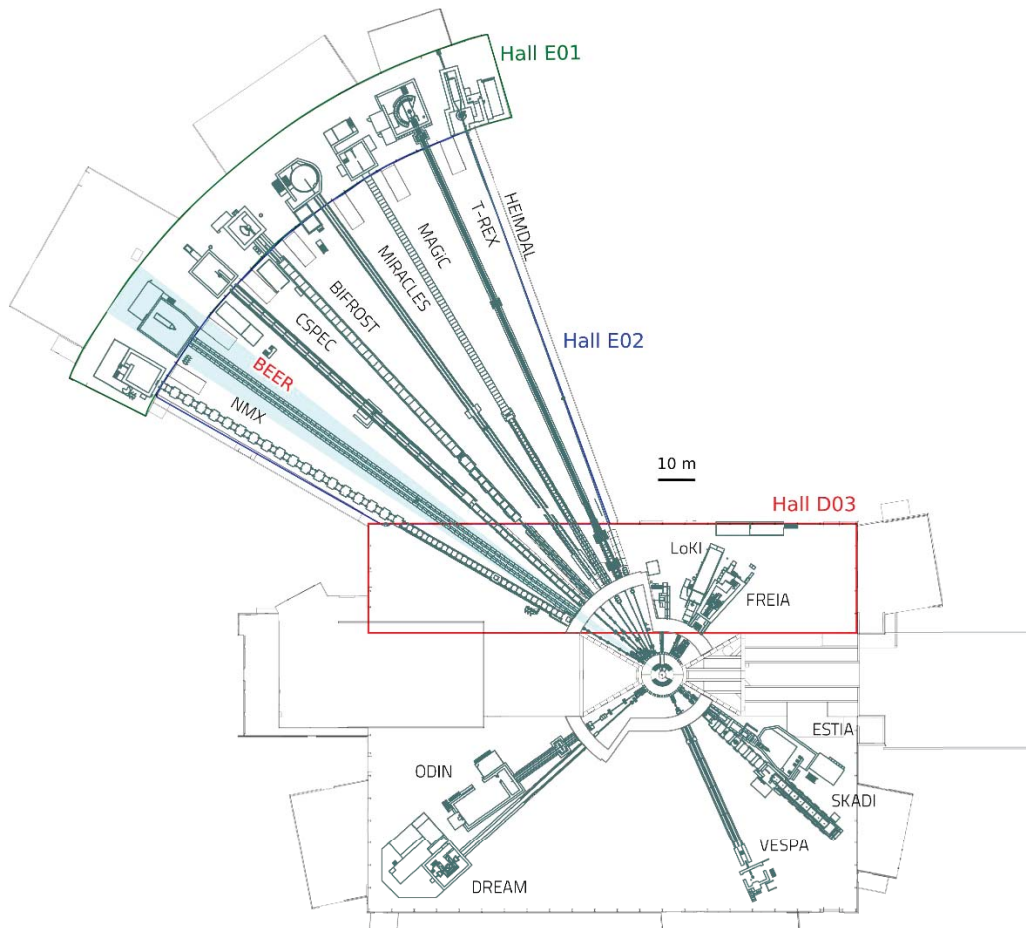 Hall E01
HEIMDAL
T-REX
MAGiC
MIRACLES
BIFROST
CSPEC
Hall E02
BEER
NMX
10 m
Hall D03
LoKI
FREIA
ESTIA
ODIN
SKADI
VESPA
DREAM